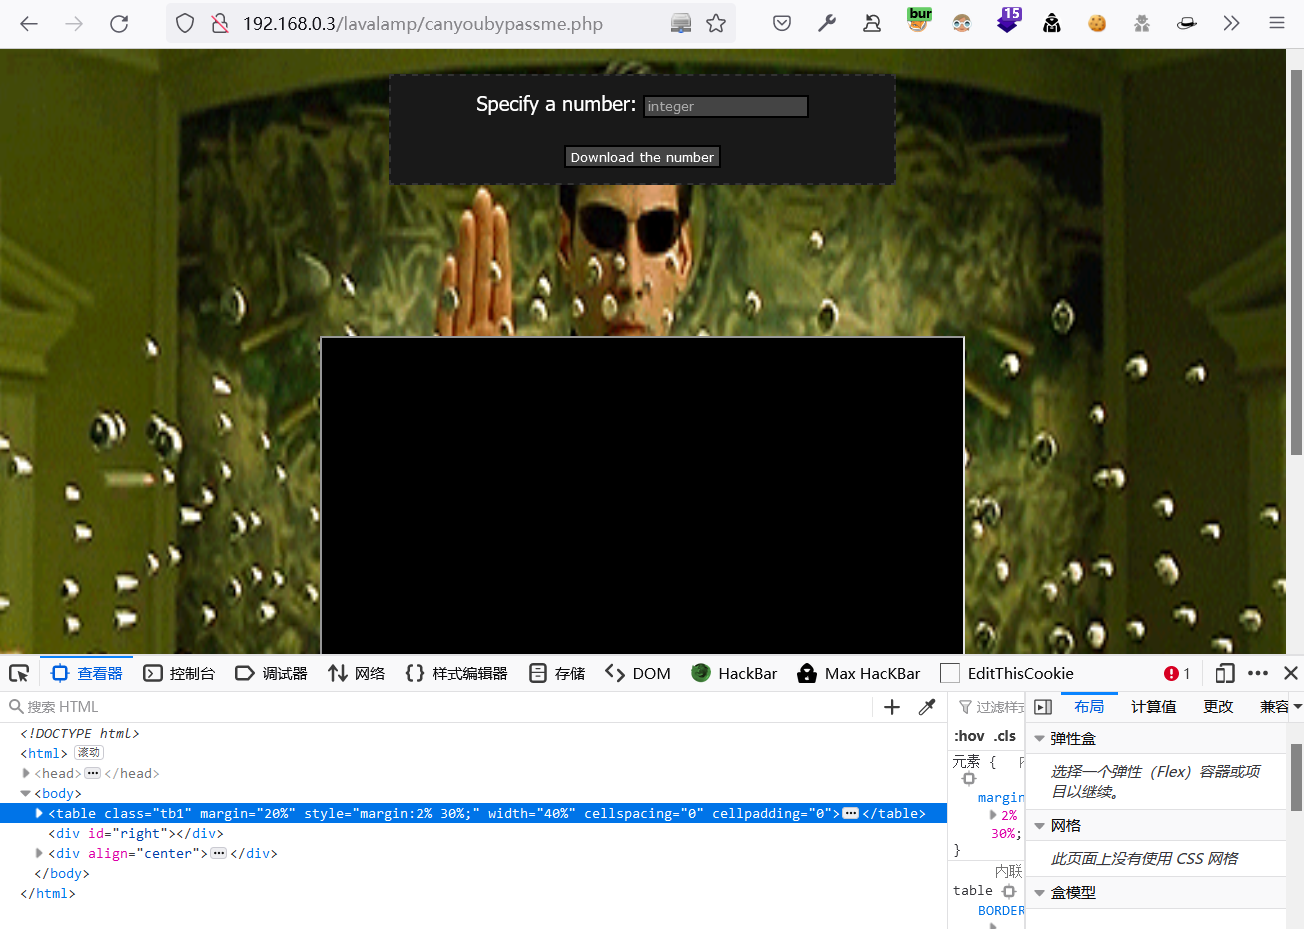 192.168.0.3/lavalamp/canyoubypassme.php
bur
15
Specify a number: integer
Download the number
查看器 控制台 调试器 网络 样式编辑器 存储 DOM HackBar Max HacKBar EditThisCookie 1
搜索 HTML
过滤样式
布局 计算值 更改 兼容
<!DOCTYPE html>
:hov .cls
弹性盒
<html> 滚动
元素 {
<head> ··· </head>
选择一个弹性（Flex）容器或项目以继续。
<body>
margin
<table class="tb1" margin="20%" style="margin:2% 30%;" width="40%" cellspacing="0" cellpadding="0"> ··· </table>
2%
网格
<div id="right"></div>
30%;
<div align="center"> ··· </div>
}
此页面上没有使用 CSS 网格
</body>
内联
</html>
table
盒模型
BORDER